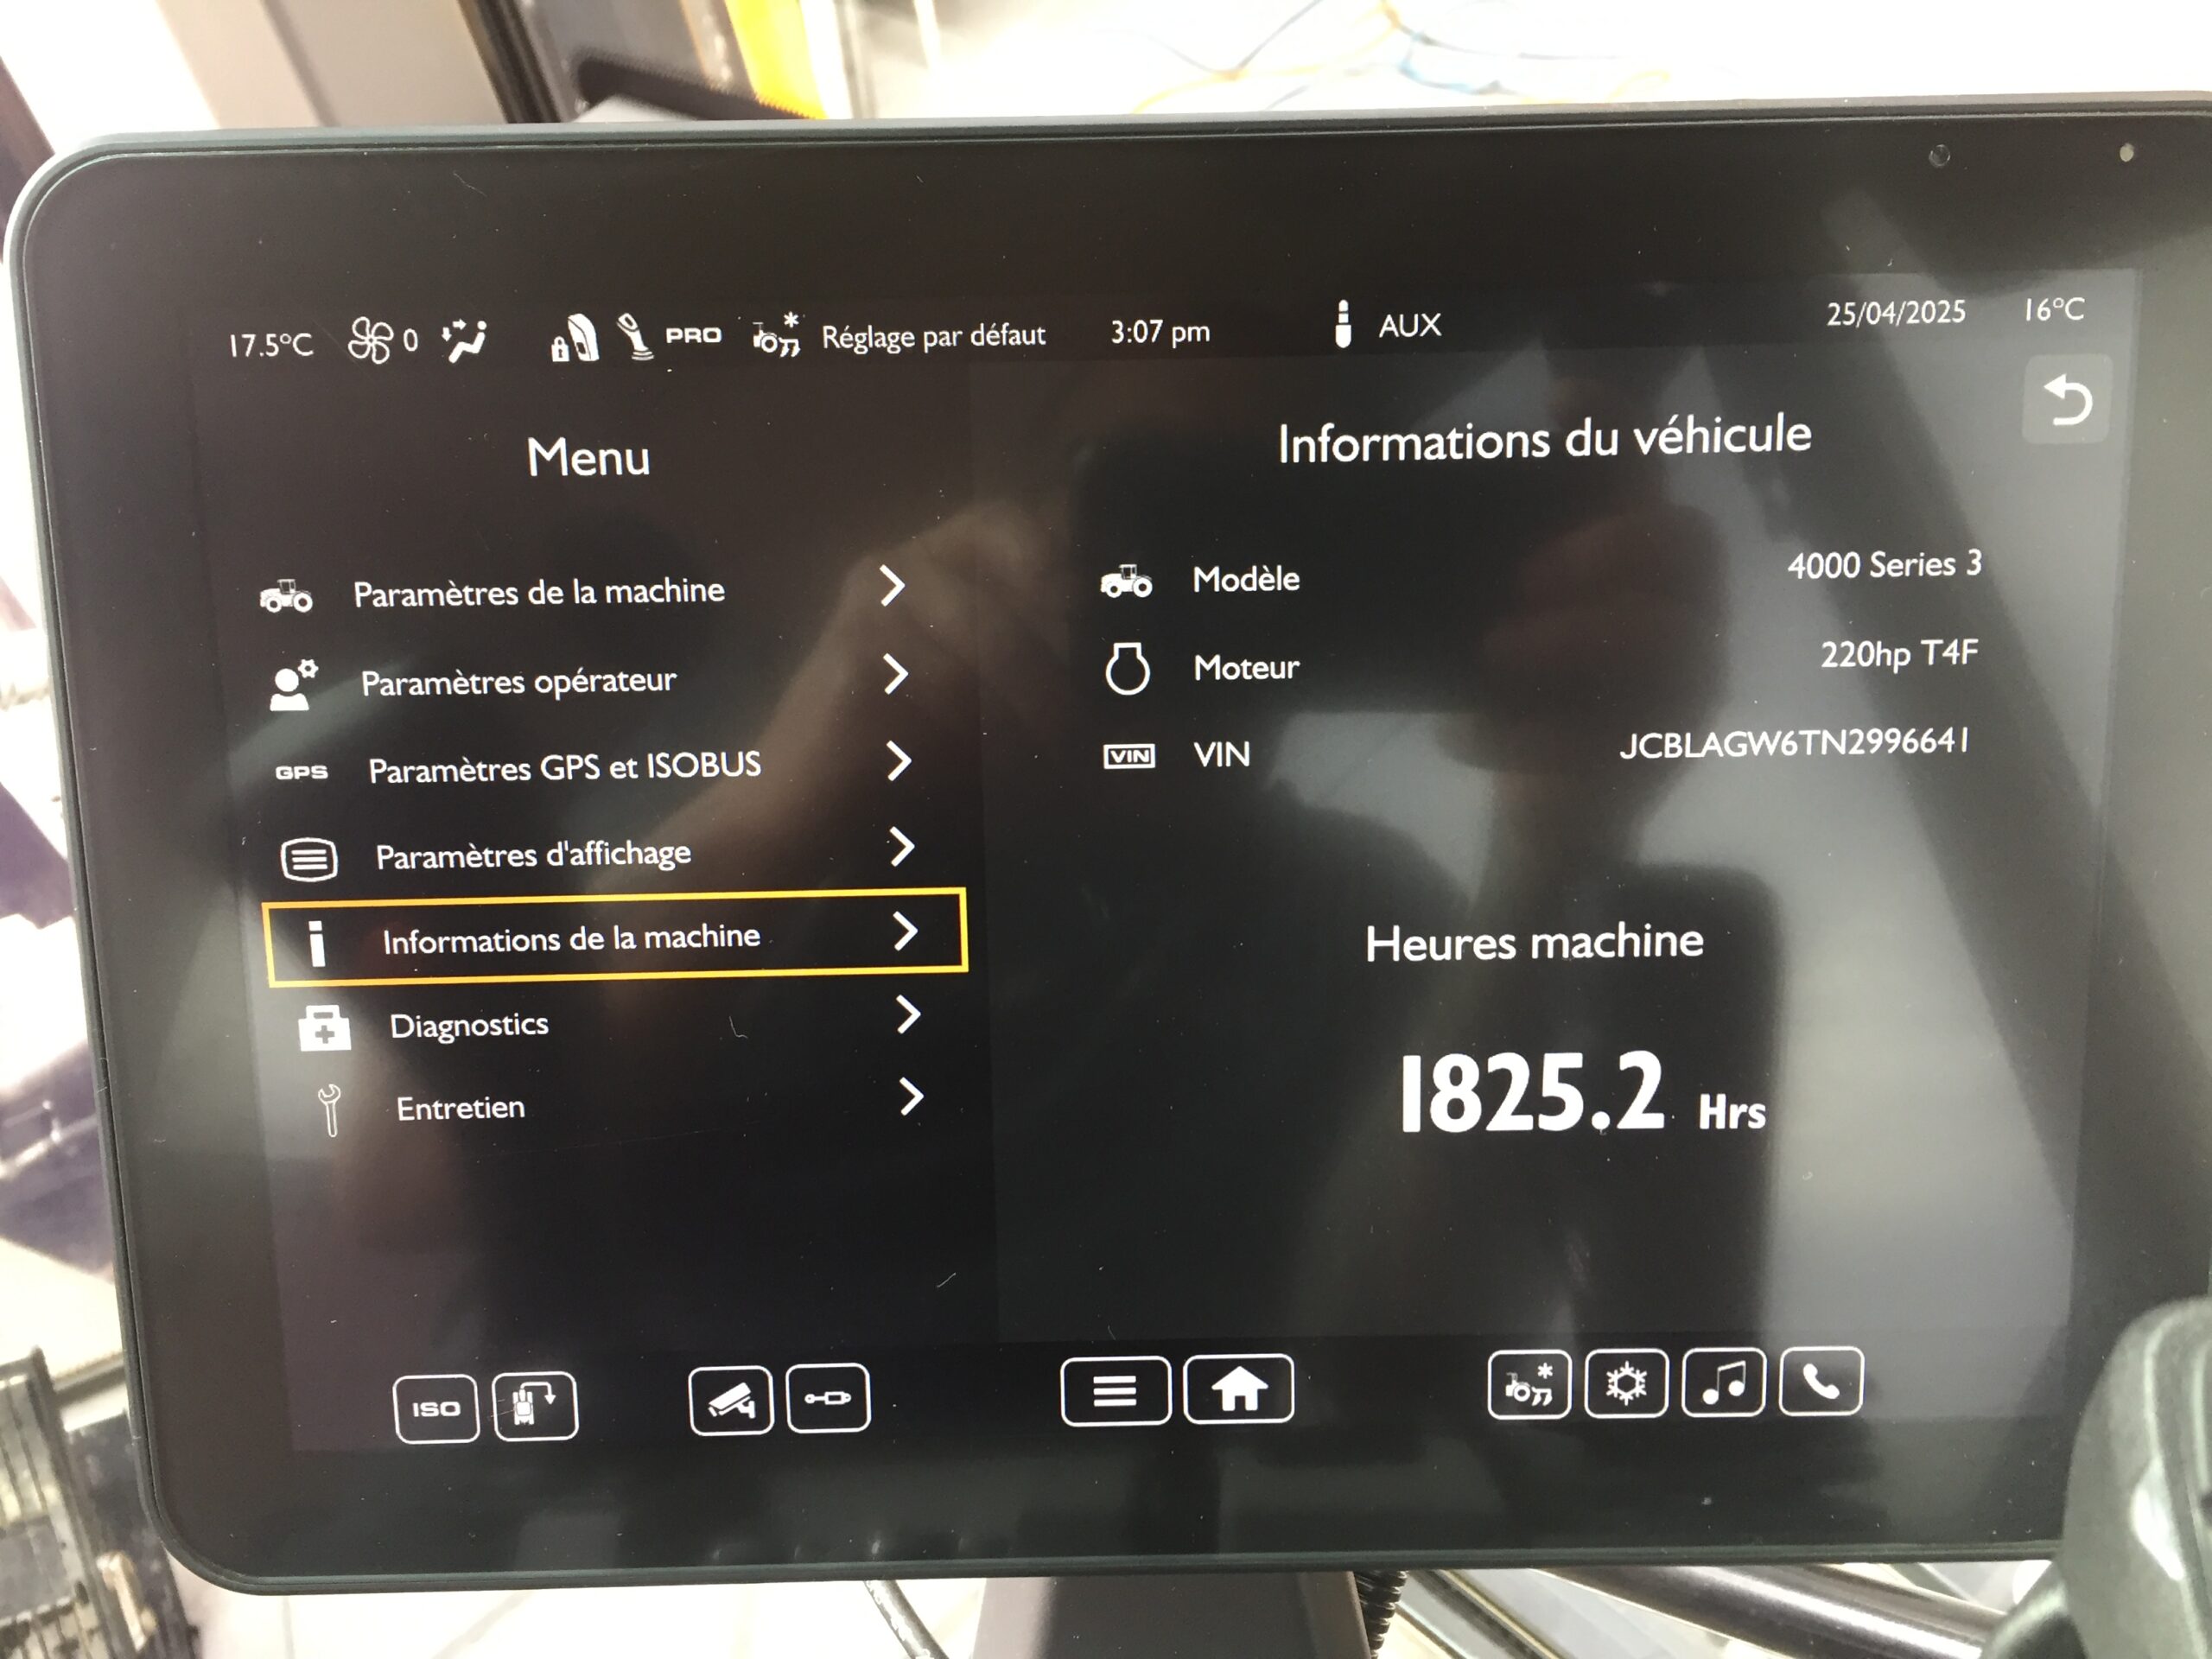 17.5°C 0 PRO Réglage par défaut 3:07 pm AUX 25/04/2025 16°C
Menu
Paramètres de la machine
Paramètres opérateur
GPS Paramètres GPS et ISOBUS
Paramètres d'affichage
Informations de la machine
Diagnostics
Entretien
Informations du véhicule
Modèle 4000 Series 3
Moteur 220hp T4F
VIN VIN JCBLAGW6TN2996641
Heures machine
1825.2 Hrs
ISO